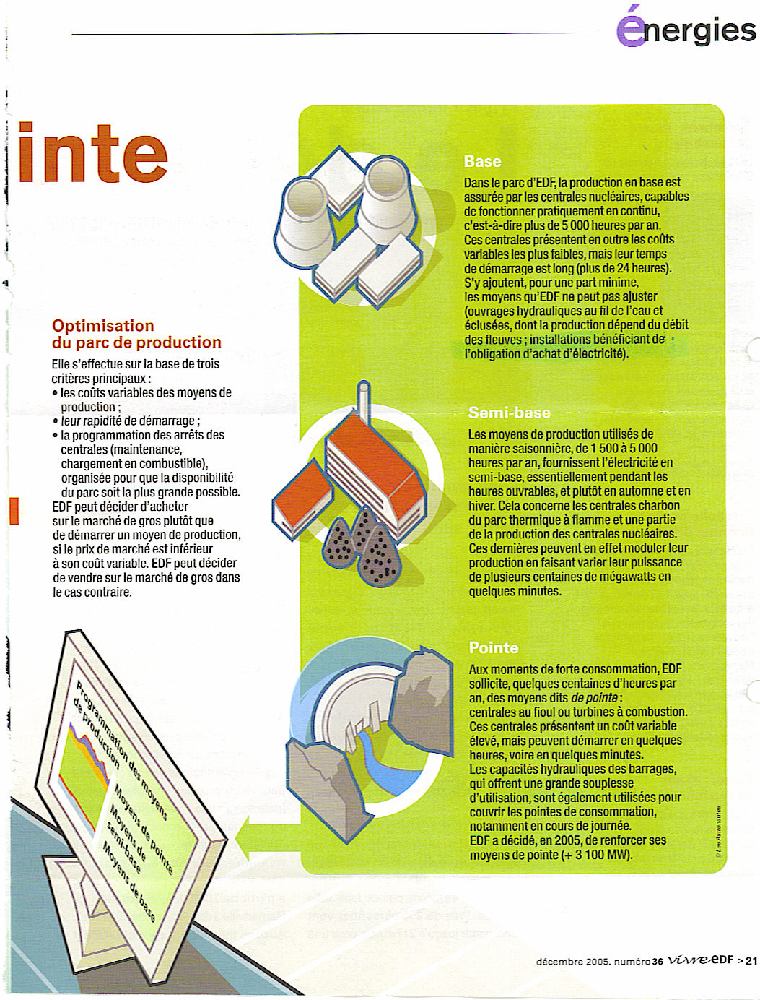 énergies
inte
Optimisation
du parc de production
Elle s'effectue sur la base de trois
critères principaux :
• les coûts variables des moyens de
production ;
• leur rapidité de démarrage ;
• la programmation des arrêts des
centrales (maintenance,
chargement en combustible),
organisée pour que la disponibilité
du parc soit la plus grande possible.
EDF peut décider d'acheter
sur le marché de gros plutôt que
de démarrer un moyen de production,
si le prix de marché est inférieur
à son coût variable. EDF peut décider
de vendre sur le marché de gros dans
le cas contraire.
Programmation des moyens
de production
Moyens de pointe
Moyens de
semi-base
Moyens de base
Base
Dans le parc d'EDF, la production en base est
assurée par les centrales nucléaires, capables
de fonctionner pratiquement en continu,
c'est-à-dire plus de 5 000 heures par an.
Ces centrales présentent en outre les coûts
variables les plus faibles, mais leur temps
de démarrage est long (plus de 24 heures).
S'y ajoutent, pour une part minime,
les moyens qu'EDF ne peut pas ajuster
(ouvrages hydrauliques au fil de l'eau et
éclusées, dont la production dépend du débit
des fleuves ; installations bénéficiant de
l'obligation d'achat d'électricité).
Semi-base
Les moyens de production utilisés de
manière saisonnière, de 1 500 à 5 000
heures par an, fournissent l'électricité en
semi-base, essentiellement pendant les
heures ouvrables, et plutôt en automne et en
hiver. Cela concerne les centrales charbon
du parc thermique à flamme et une partie
de la production des centrales nucléaires.
Ces dernières peuvent en effet moduler leur
production en faisant varier leur puissance
de plusieurs centaines de mégawatts en
quelques minutes.
Pointe
Aux moments de forte consommation, EDF
sollicite, quelques centaines d'heures par
an, des moyens dits de pointe :
centrales au fioul ou turbines à combustion.
Ces centrales présentent un coût variable
élevé, mais peuvent démarrer en quelques
heures, voire en quelques minutes.
Les capacités hydrauliques des barrages,
qui offrent une grande souplesse
d'utilisation, sont également utilisées pour
couvrir les pointes de consommation,
notamment en cours de journée.
EDF a décidé, en 2005, de renforcer ses
moyens de pointe (+ 3 100 MW).
© Les Astronautes
décembre 2005. numéro 36 vivre EDF > 21